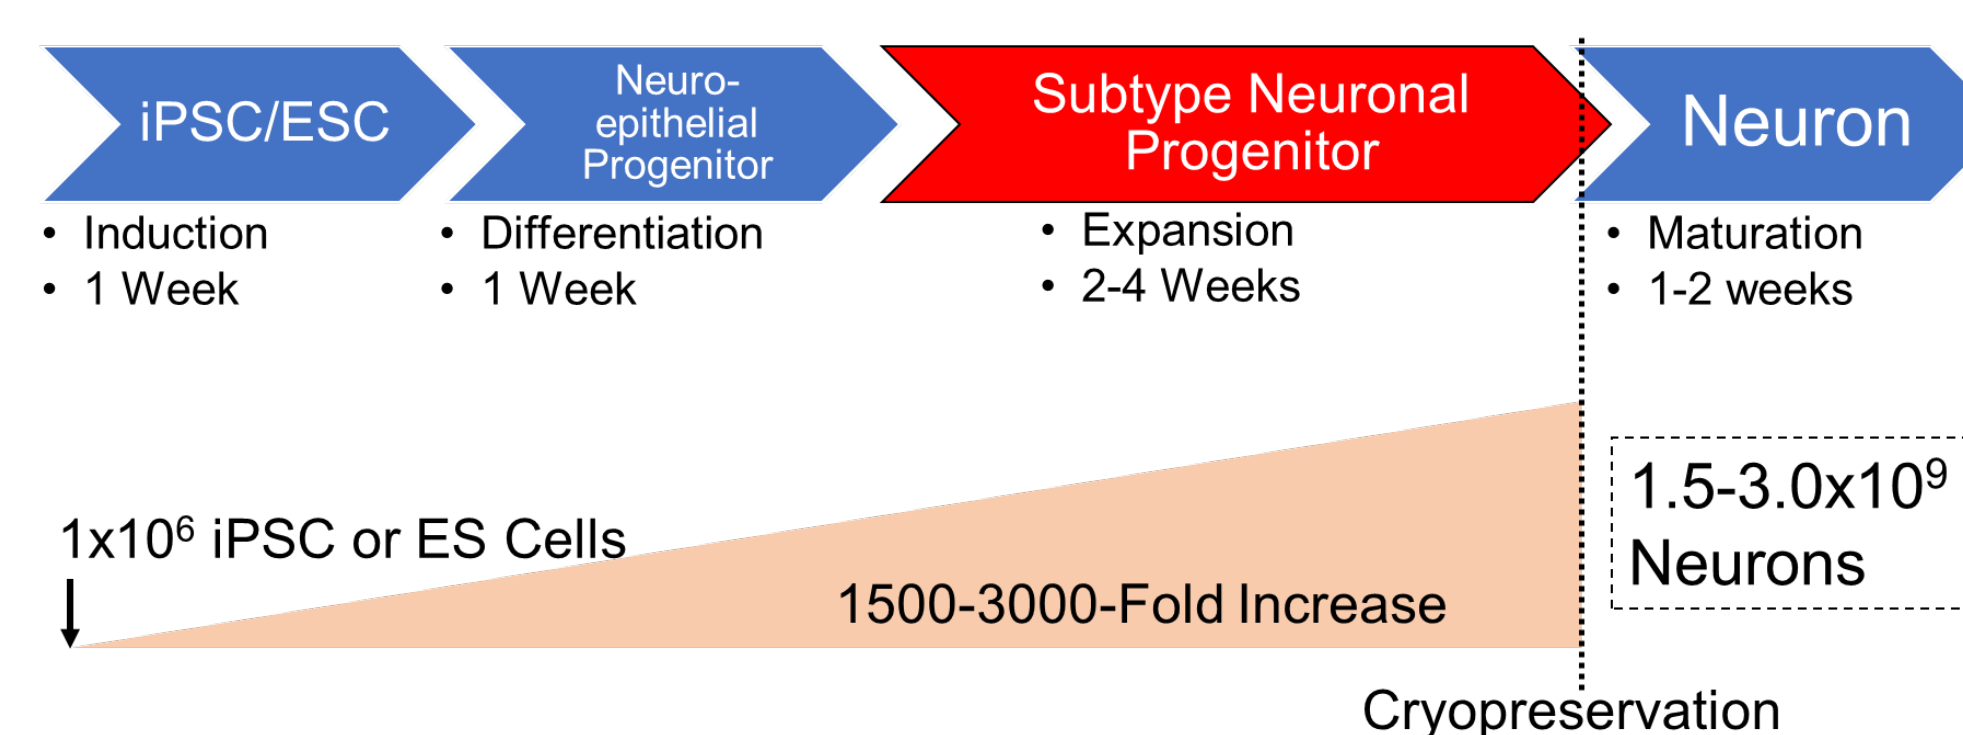 iPSC/ESC
Neuro-
epithelial
Progenitor
Subtype Neuronal
Progenitor
Neuron
• Induction
• 1 Week
• Differentiation
• 1 Week
• Expansion
• 2-4 Weeks
• Maturation
• 1-2 weeks
1x10⁶ iPSC or ES Cells
1500-3000-Fold Increase
1.5-3.0x10⁹
Neurons
Cryopreservation